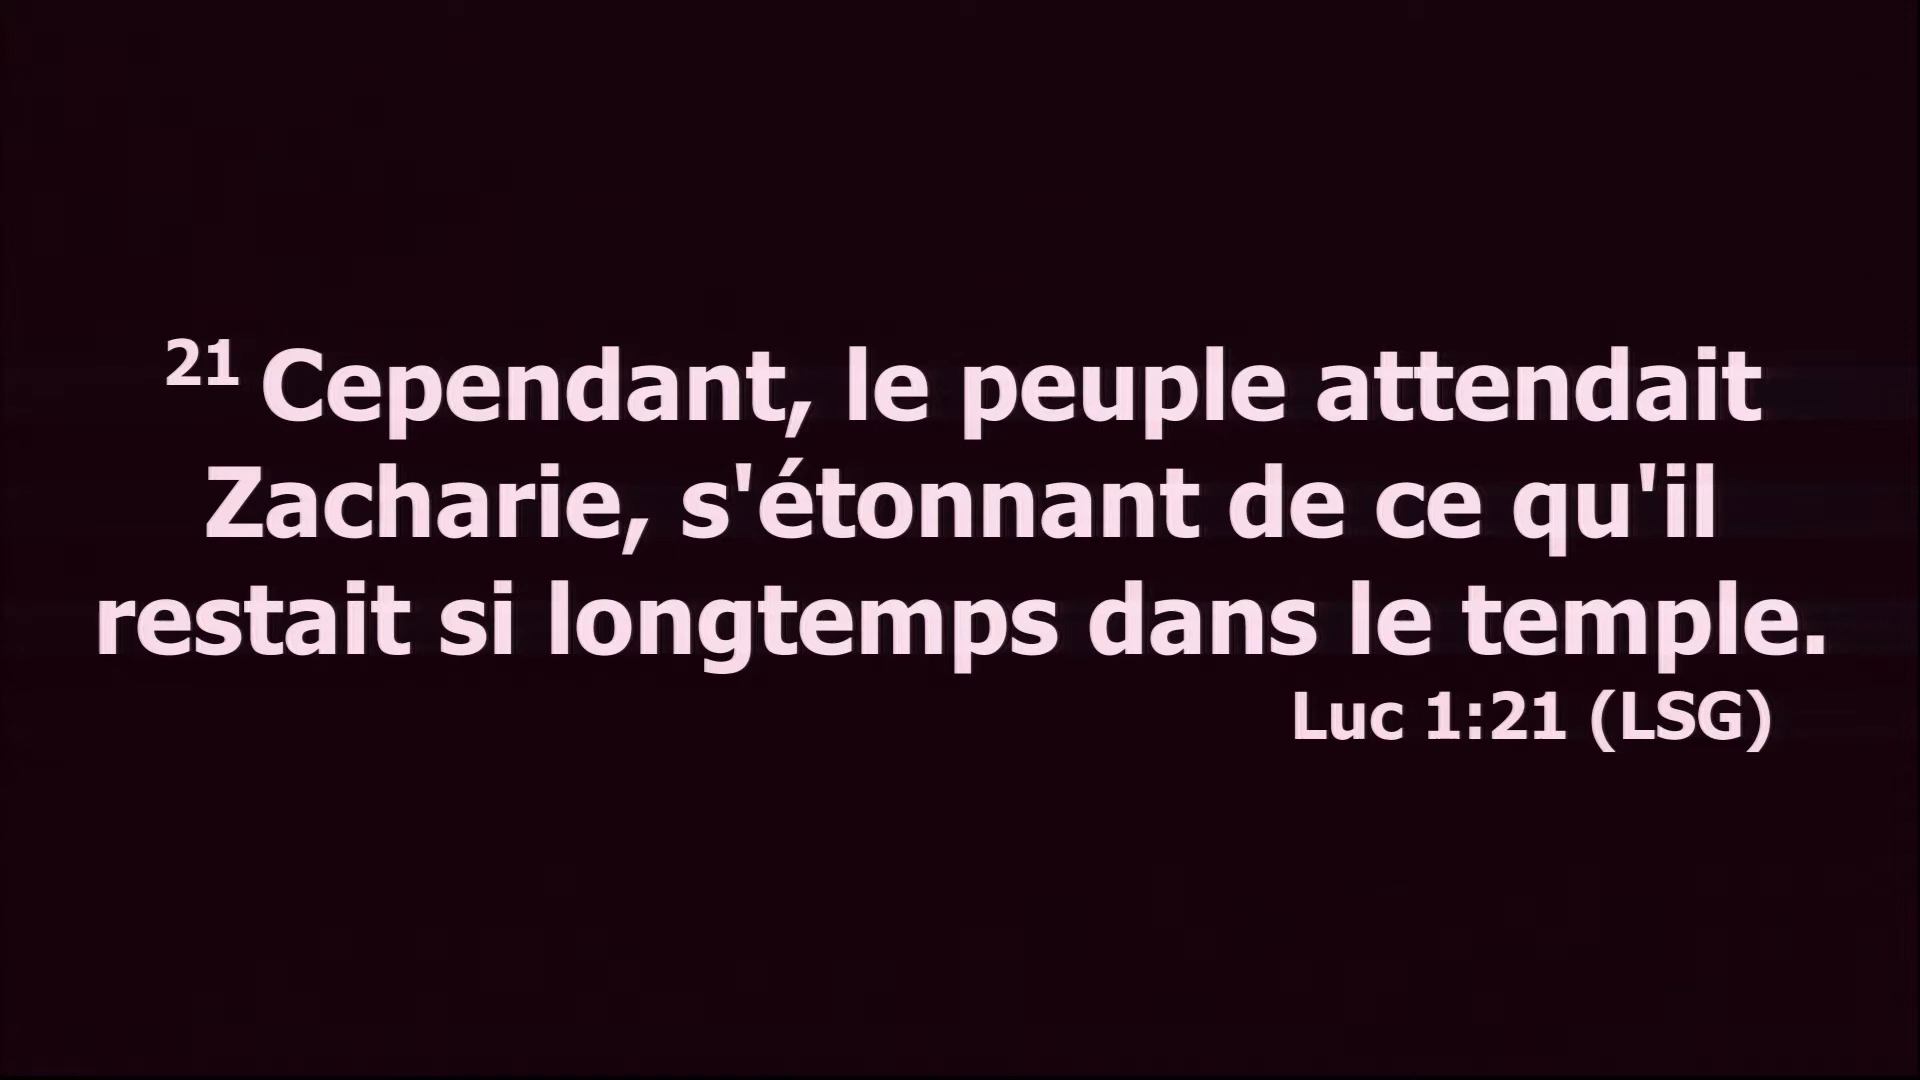 21 Cependant, le peuple attendait
Zacharie, s'étonnant de ce qu'il
restait si longtemps dans le temple.
Luc 1:21 (LSG)